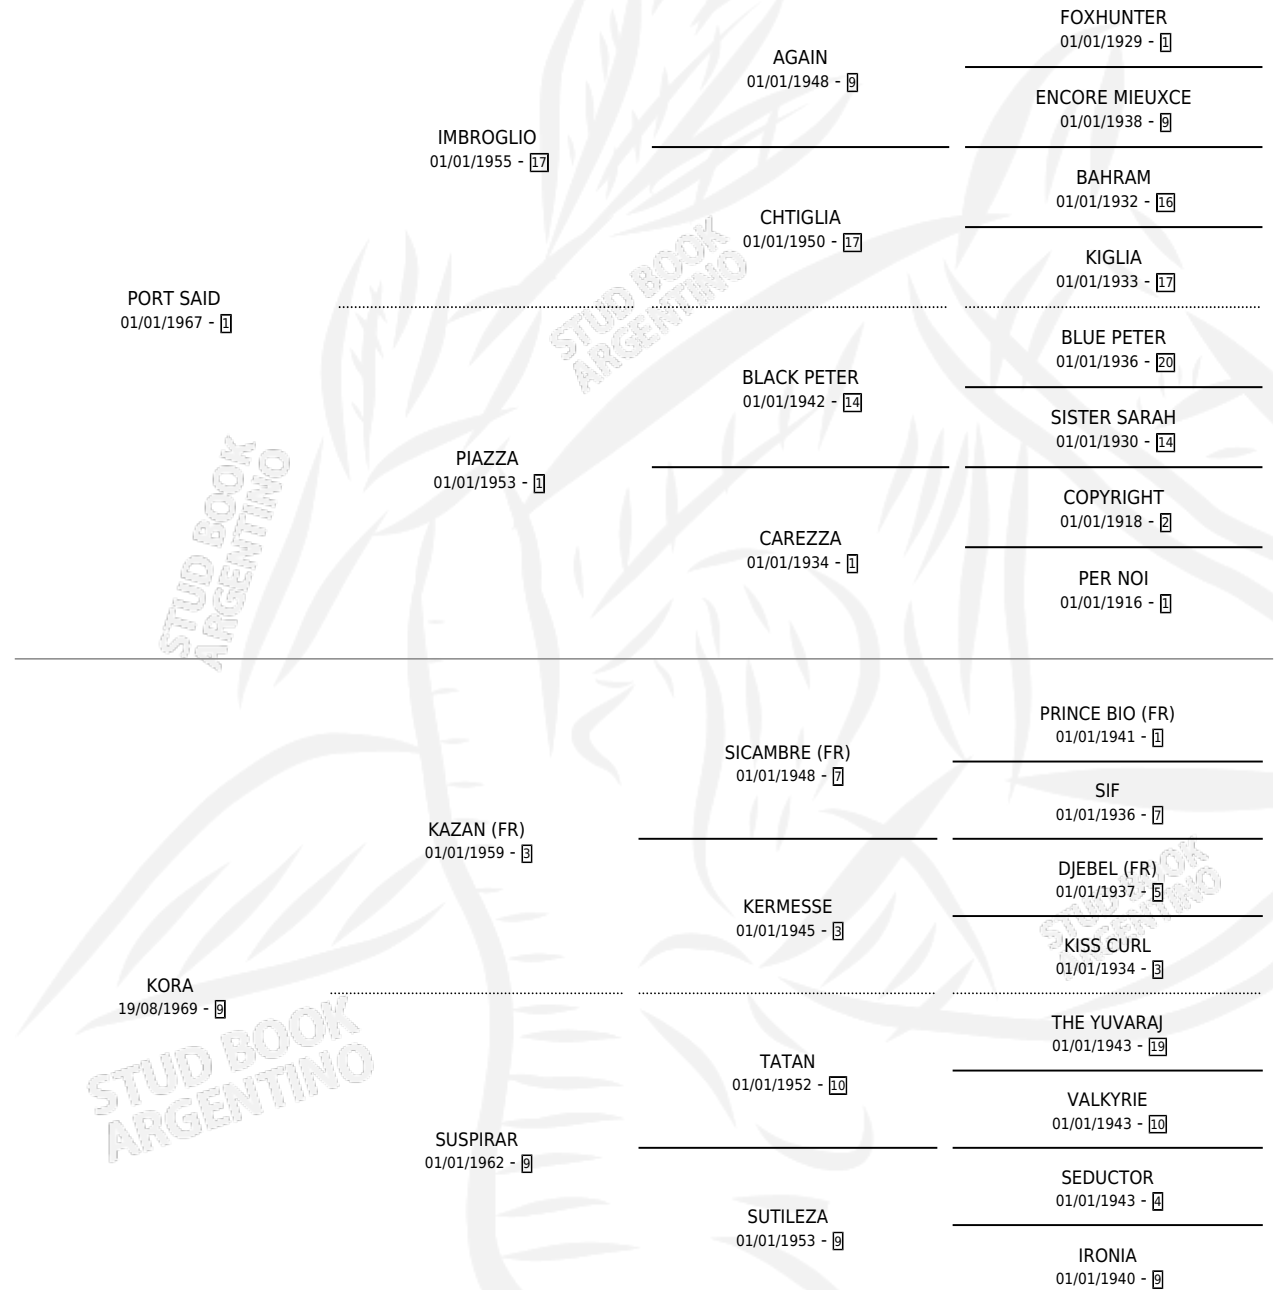 FOXHUNTER
01/01/1929 - 1
AGAIN
01/01/1948 - 9
ENCORE MIEUXCE
01/01/1938 - 9
IMBROGLIO
01/01/1955 - 17
BAHRAM
01/01/1932 - 16
CHTIGLIA
01/01/1950 - 17
KIGLIA
01/01/1933 - 17
PORT SAID
01/01/1967 - 1
BLUE PETER
01/01/1936 - 20
BLACK PETER
01/01/1942 - 14
SISTER SARAH
01/01/1930 - 14
PIAZZA
01/01/1953 - 1
COPYRIGHT
01/01/1918 - 2
CAREZZA
01/01/1934 - 1
PER NOI
01/01/1916 - 1
STUD BOOK
ARGENTINO
STUD BOOK
ARGENTINO
PRINCE BIO (FR)
01/01/1941 - 1
SICAMBRE (FR)
01/01/1948 - 7
SIF
01/01/1936 - 7
KAZAN (FR)
01/01/1959 - 3
DJEBEL (FR)
01/01/1937 - 5
KERMESSE
01/01/1945 - 3
KISS CURL
01/01/1934 - 3
KORA
19/08/1969 - 9
THE YUVARAJ
01/01/1943 - 19
TATAN
01/01/1952 - 10
VALKYRIE
01/01/1943 - 10
SUSPIRAR
01/01/1962 - 9
SEDUCTOR
01/01/1943 - 4
SUTILEZA
01/01/1953 - 9
IRONIA
01/01/1940 - 9
STUD BOOK
ARGENTINO
STUD BOOK
ARGENTINO